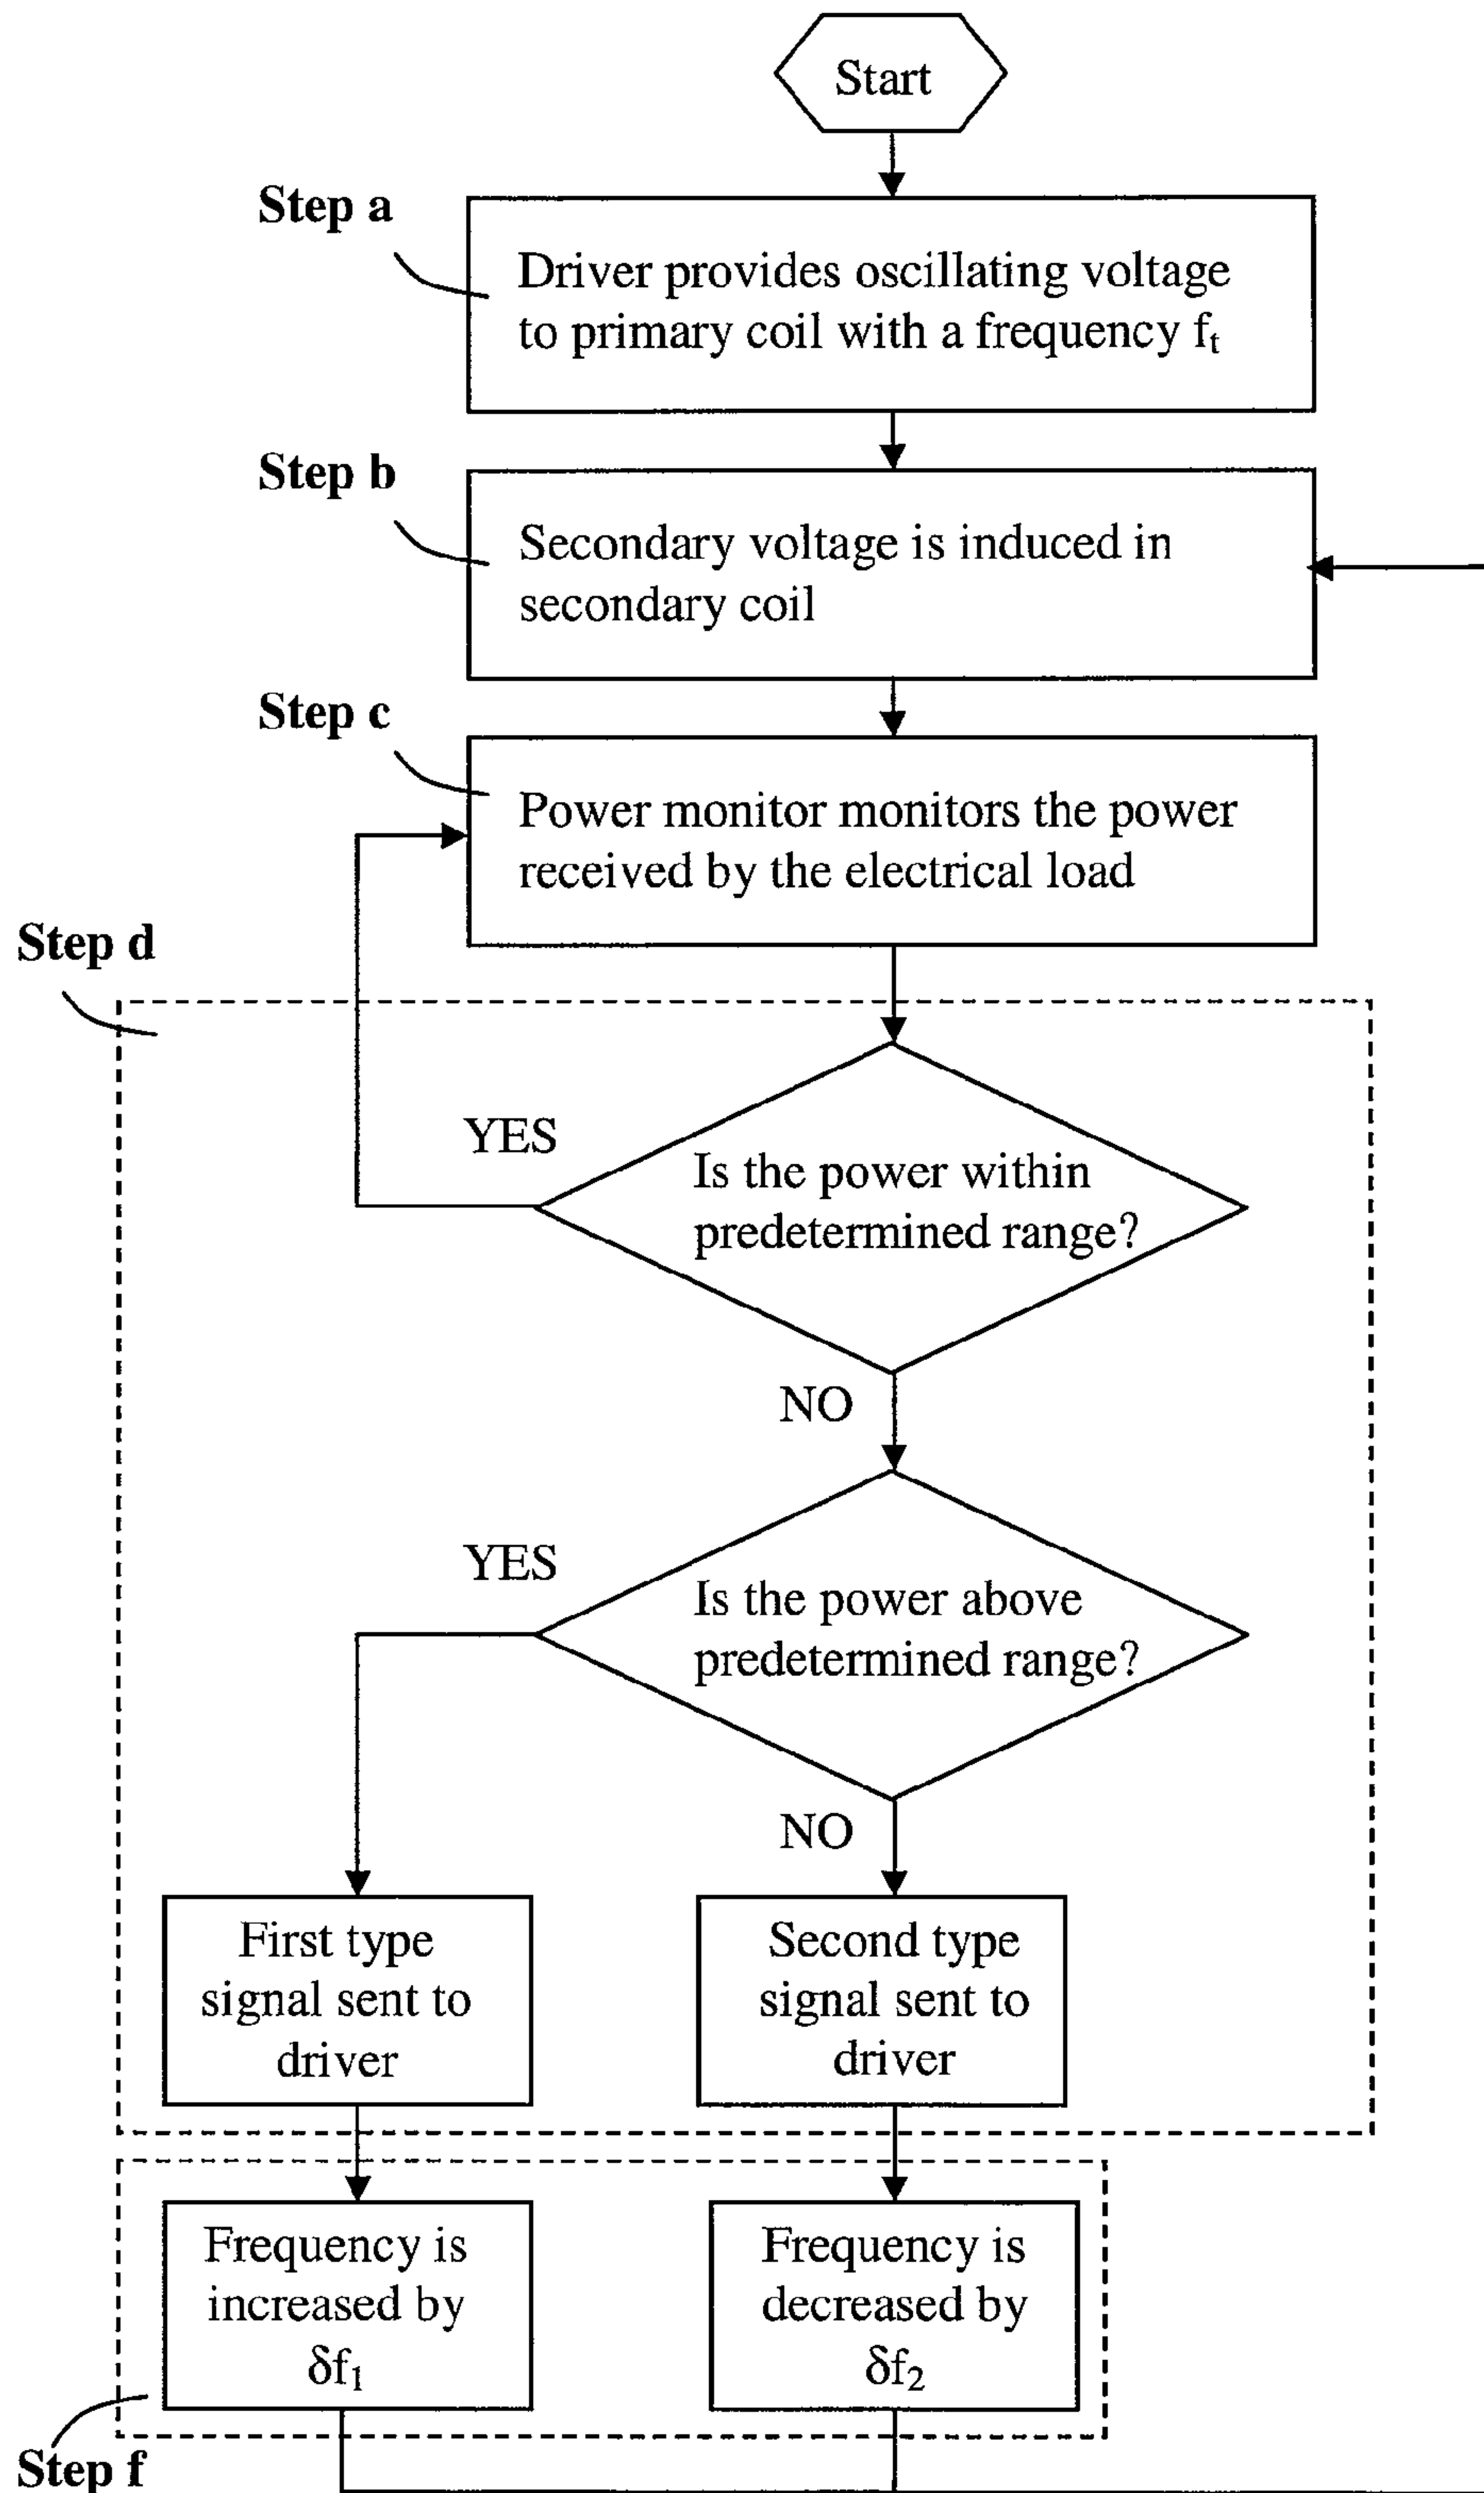 Start
Step a
Driver provides oscillating voltage
to primary coil with a frequency fₜ
Step b
Secondary voltage is induced in
secondary coil
Step c
Power monitor monitors the power
received by the electrical load
Step d
YES
Is the power within
predetermined range?
NO
YES
Is the power above
predetermined range?
NO
First type
signal sent to
driver
Second type
signal sent to
driver
Frequency is
increased by
δf₁
Frequency is
decreased by
δf₂
Step f